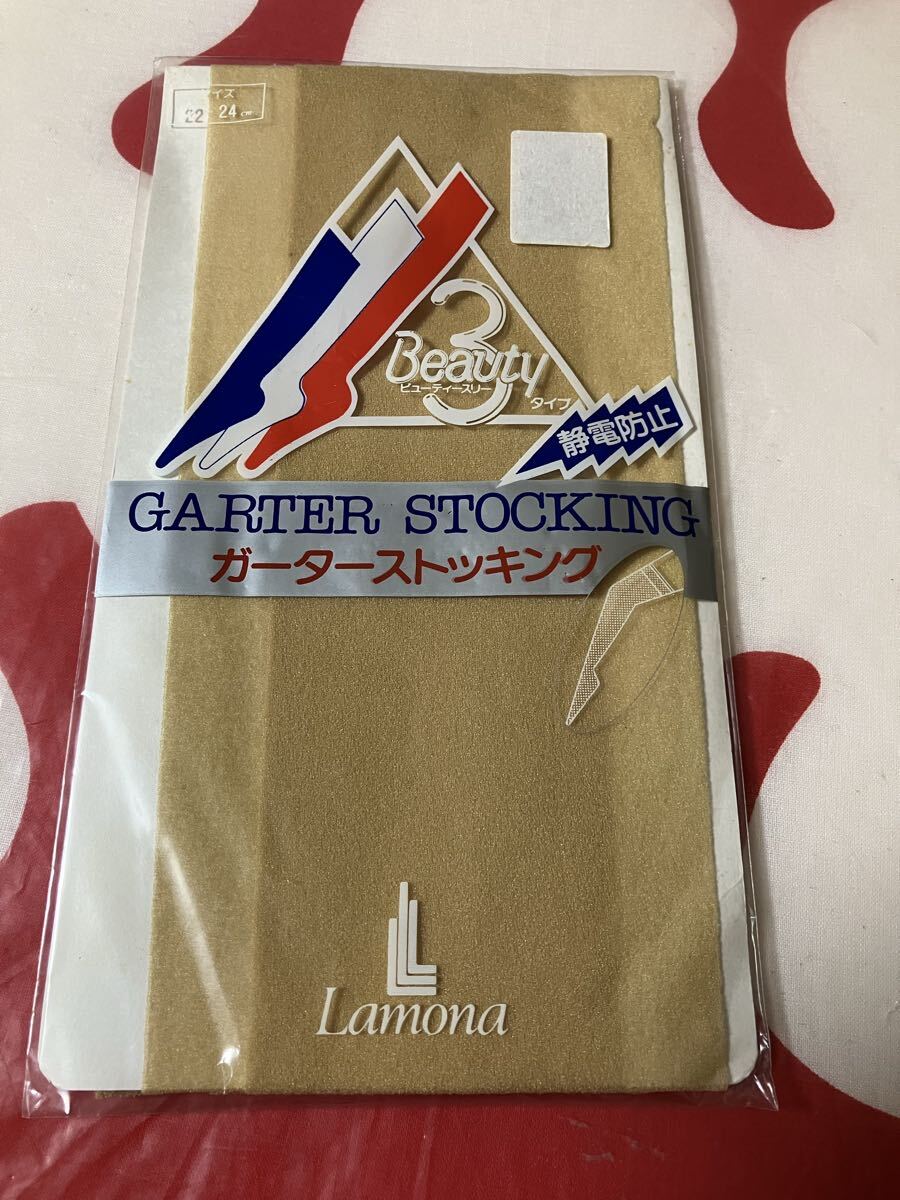 サイズ
22~24cm
3
Beauty
ビューティースリー
タイプ
静電防止
GARTER STOCKING
ガーターストッキング
Lamona